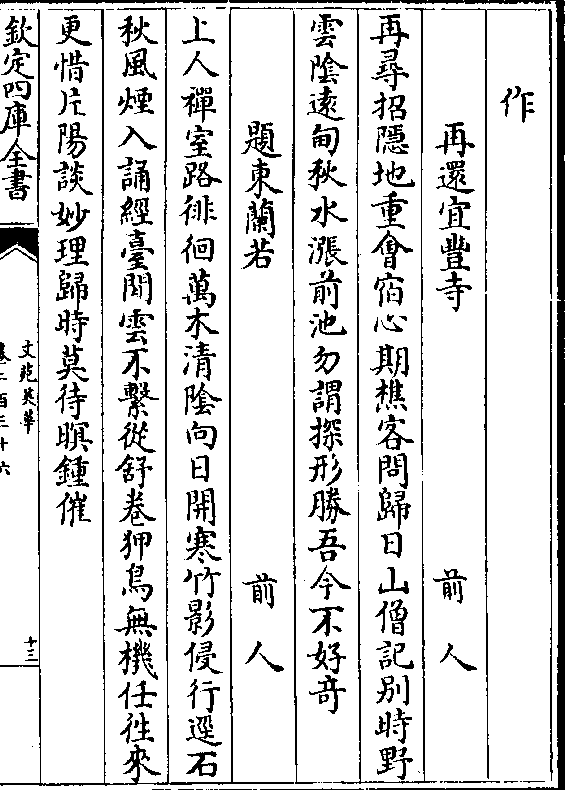 作
再還宜豐寺 前人
再尋招隱地重會宿心期樵客問歸日山僧記別時野
雲陰遠甸秋水漲前池勿謂探形勝吾今不好竒
題東蘭若 前人
上人禪室路徘徊萬木清陰向日開寒竹影侵行逕石
秋風煙入誦經臺閒雲不繫從舒卷狎鳥無機任徃來
更惜片陽談妙理歸時莫待暝鍾催
欽定四庫全書
文苑英華
卷二百三十六
十三